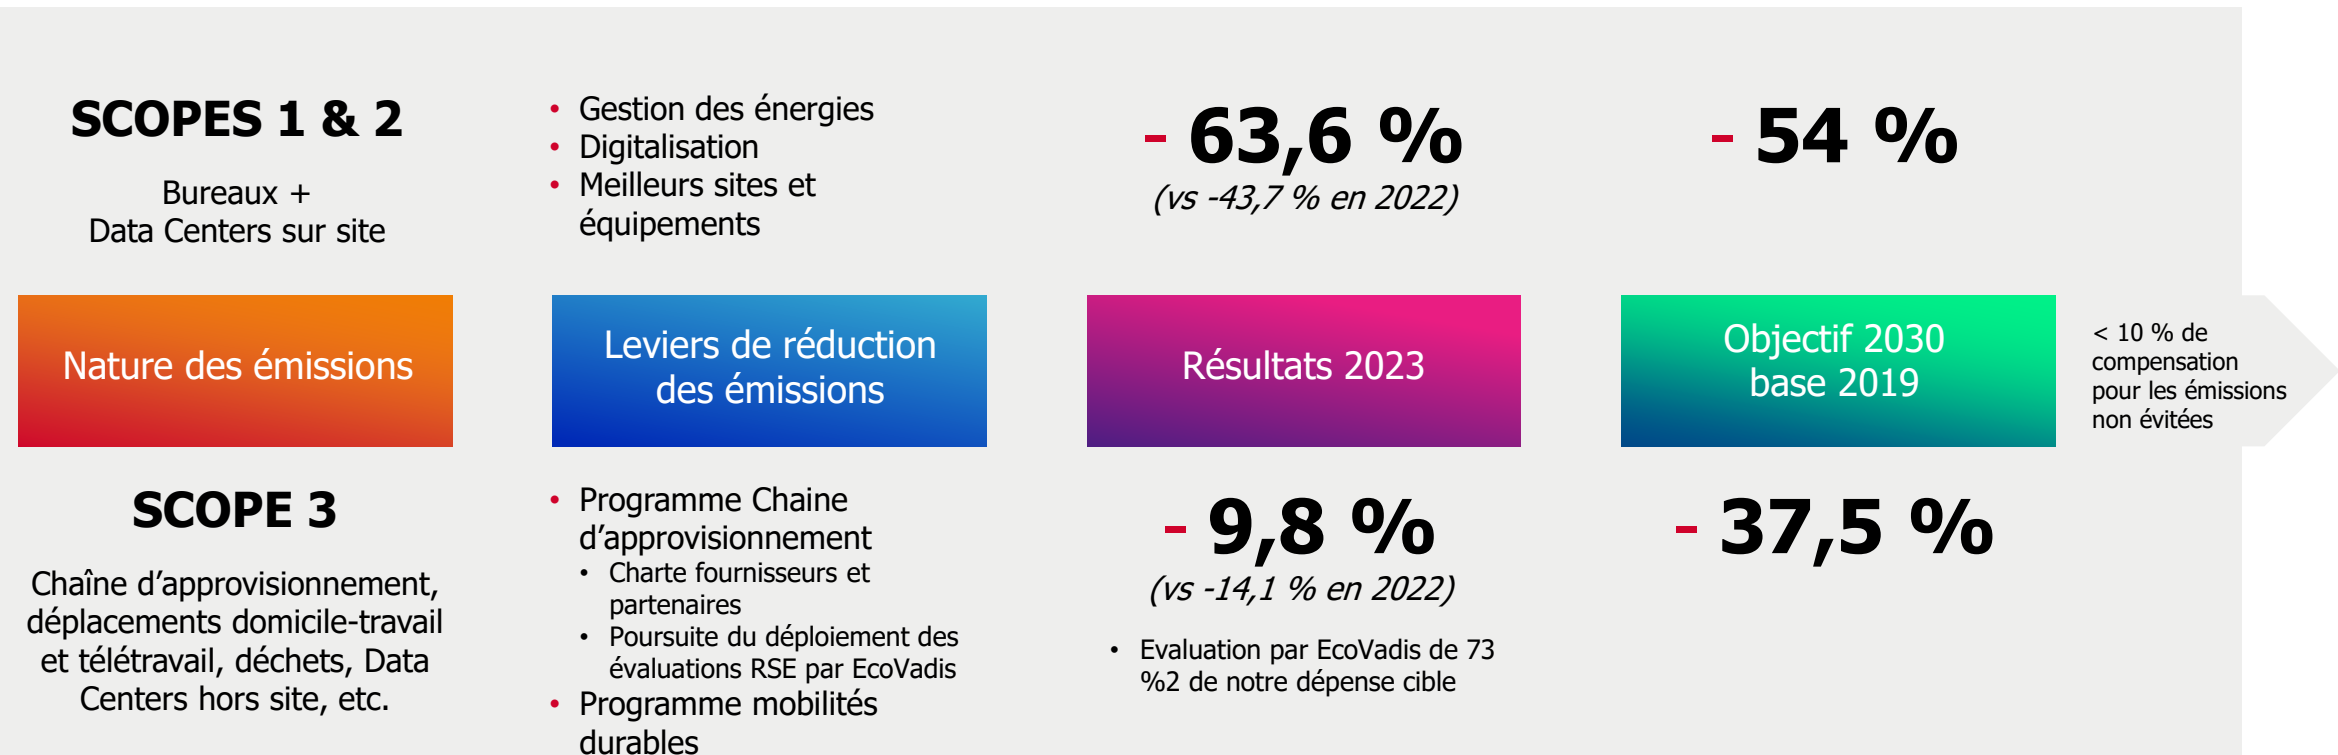 SCOPES 1 & 2
Bureaux +
Data Centers sur site
• Gestion des énergies
• Digitalisation
• Meilleurs sites et
équipements
- 63,6 %
(vs -43,7 % en 2022)
- 54 %
Nature des émissions
Leviers de réduction
des émissions
Résultats 2023
Objectif 2030
base 2019
< 10 % de
compensation
pour les émissions
non évitées
SCOPE 3
Chaîne d’approvisionnement,
déplacements domicile-travail
et télétravail, déchets, Data
Centers hors site, etc.
• Programme Chaine
d’approvisionnement
• Charte fournisseurs et
partenaires
• Poursuite du déploiement des
évaluations RSE par EcoVadis
• Programme mobilités
durables
- 9,8 %
(vs -14,1 % en 2022)
• Evaluation par EcoVadis de 73
%2 de notre dépense cible
- 37,5 %